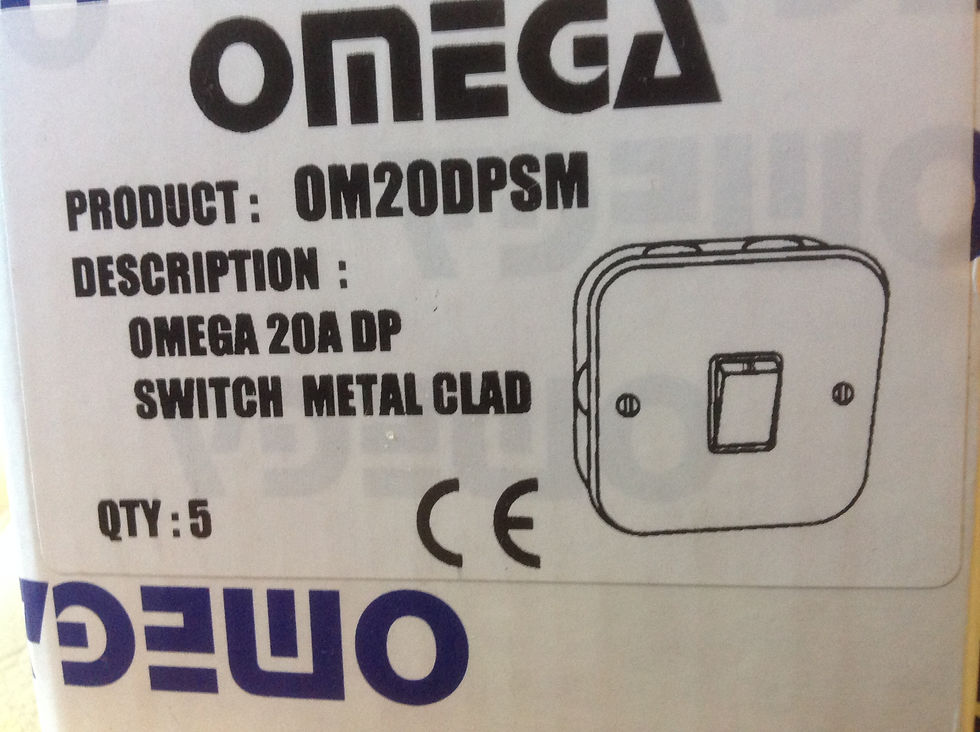 OMEGA
PRODUCT : OM20DPSM
DESCRIPTION :
OMEGA 20A DP
SWITCH METAL CLAD
QTY : 5
CE
OMEGA